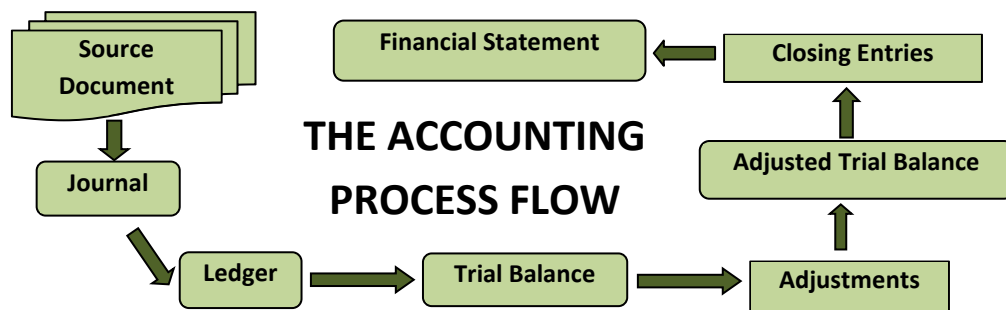 Source
Document
Financial Statement
Closing Entries
THE ACCOUNTING
PROCESS FLOW
Journal
Adjusted Trial Balance
Ledger
Trial Balance
Adjustments